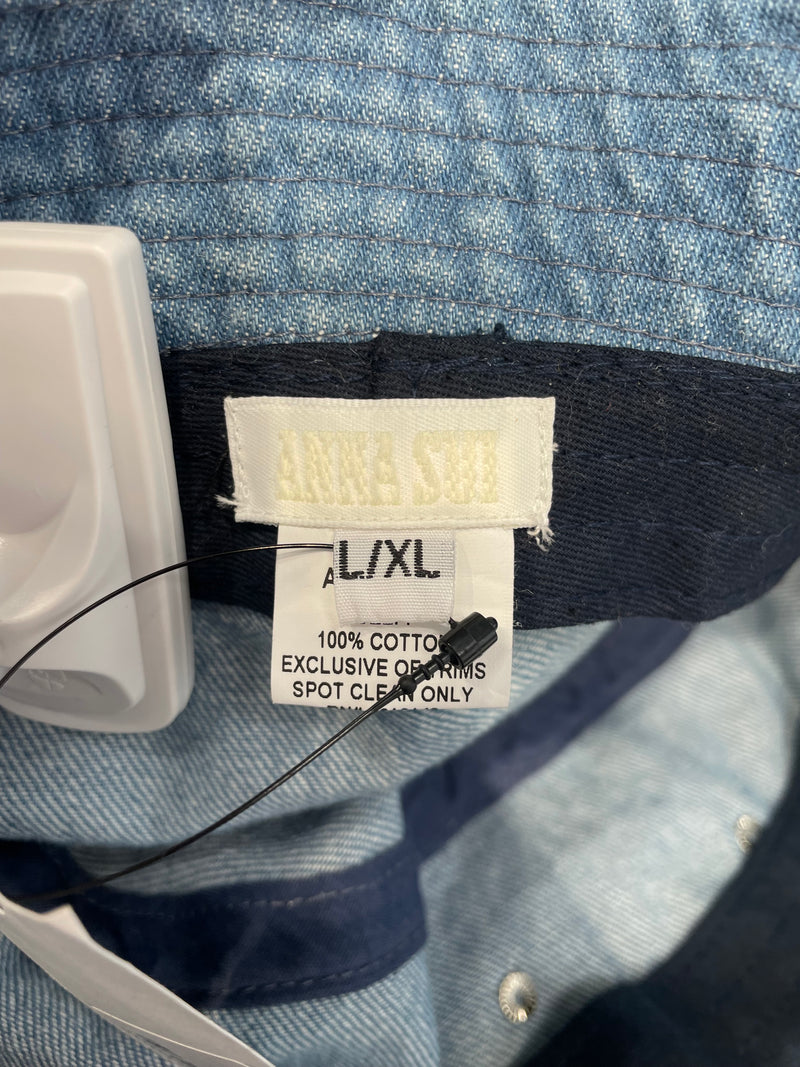 ANNA SUI
L/XL
100% COTTON
EXCLUSIVE OF TRIMS
SPOT CLEAN ONLY